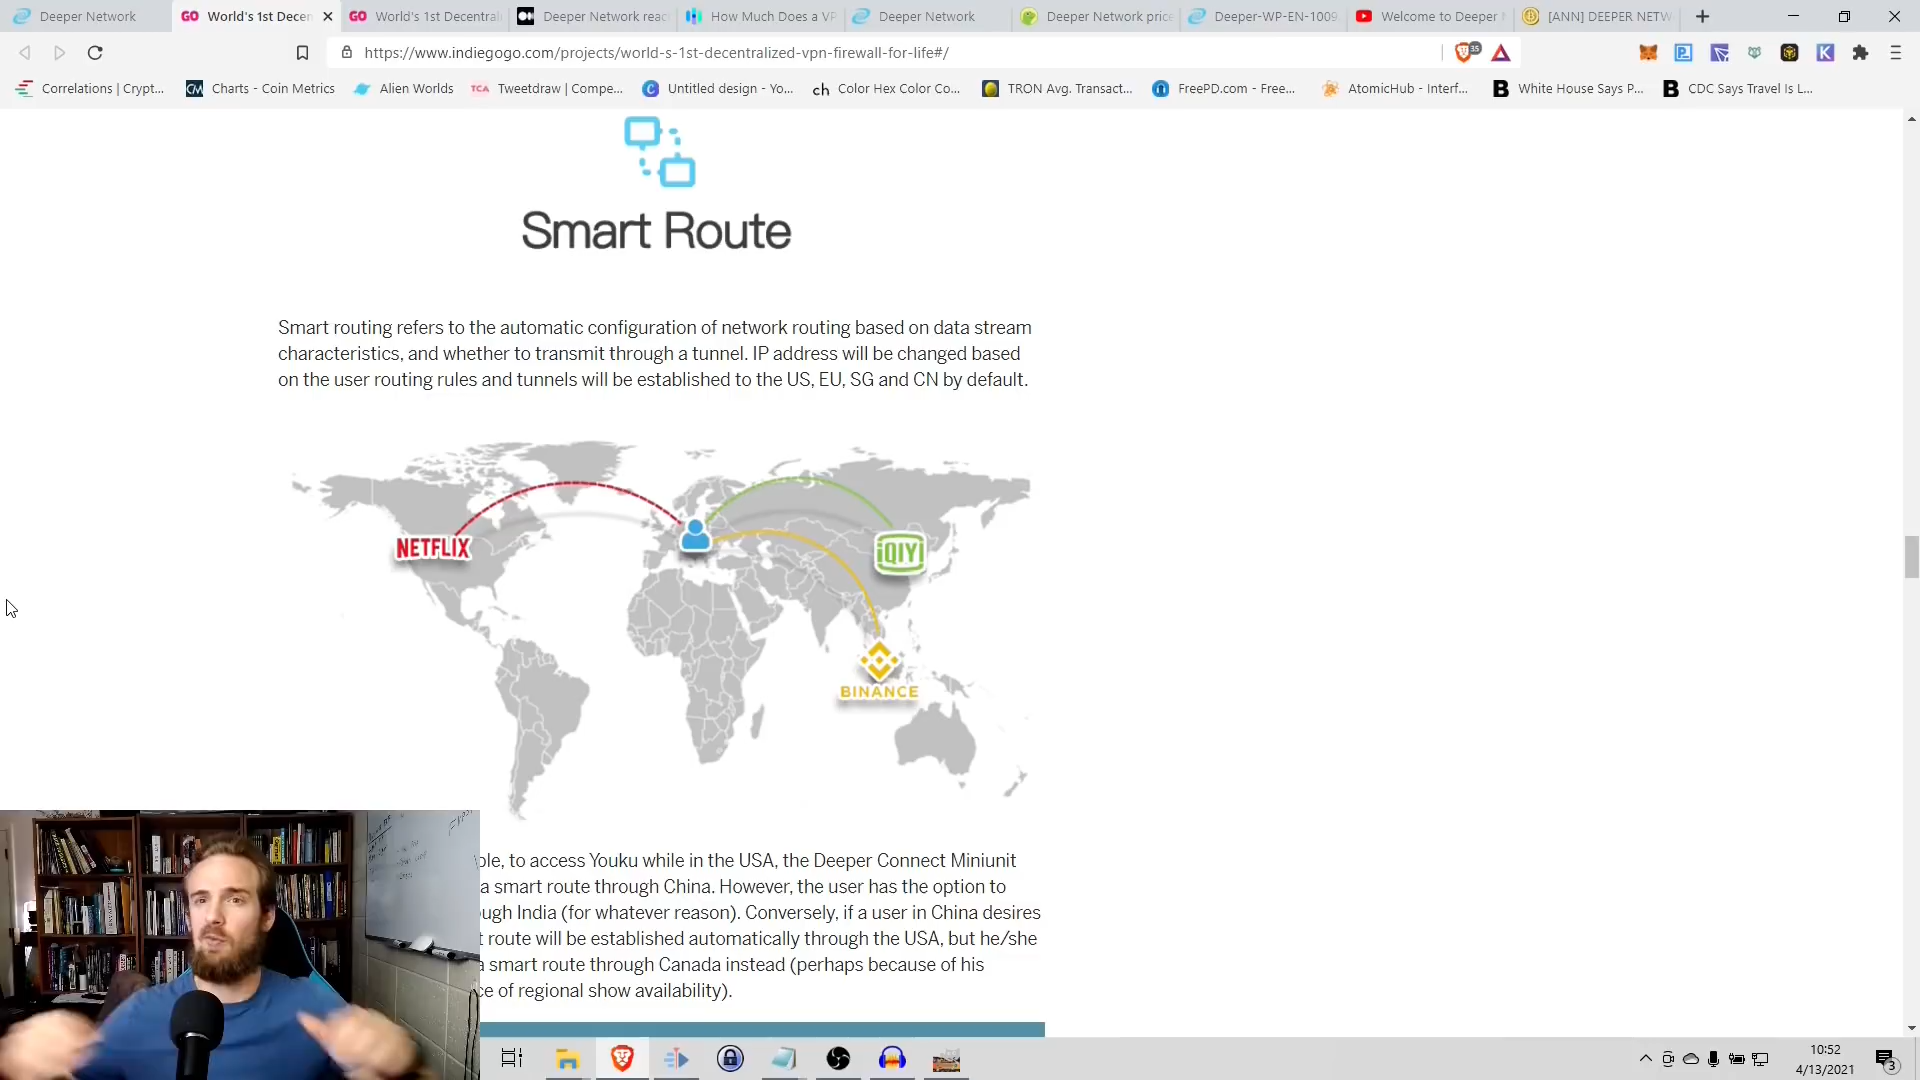 Deeper Network
World's 1st Decen
World's 1st Decentrali
Deeper Network reac
How Much Does a VP
Deeper Network
Deeper Network price
Deeper-WP-EN-1009
Welcome to Deeper N
[ANN] DEEPER NETW
https://www.indiegogo.com/projects/world-s-1st-decentralized-vpn-firewall-for-life#/
35
Correlations | Crypt...
Charts - Coin Metrics
Alien Worlds
Tweetdraw | Compe...
Untitled design - Yo...
Color Hex Color Co...
TRON Avg. Transact...
FreePD.com - Free...
AtomicHub - Interf...
White House Says P...
CDC Says Travel Is L...
Smart Route
Smart routing refers to the automatic configuration of network routing based on data stream
characteristics, and whether to transmit through a tunnel. IP address will be changed based
on the user routing rules and tunnels will be established to the US, EU, SG and CN by default.
NETFLIX
iQIYI
BINANCE
ple, to access Youku while in the USA, the Deeper Connect Miniunit
a smart route through China. However, the user has the option to
ough India (for whatever reason). Conversely, if a user in China desires
t route will be established automatically through the USA, but he/she
a smart route through Canada instead (perhaps because of his
ce of regional show availability).
10:52
4/13/2021
3